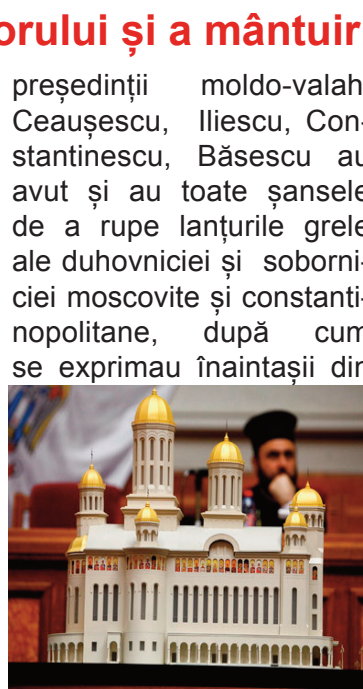 orului și a mântuir
președinții moldo-valah
Ceaușescu, Iliescu, Con-
stantinescu, Băsescu au
avut și au toate șansele
de a rupe lanțurile grele
ale duhovniciei și soborni-
ciei moscovite și constanti-
nopolitane, după cum
se exprimau înaintașii din